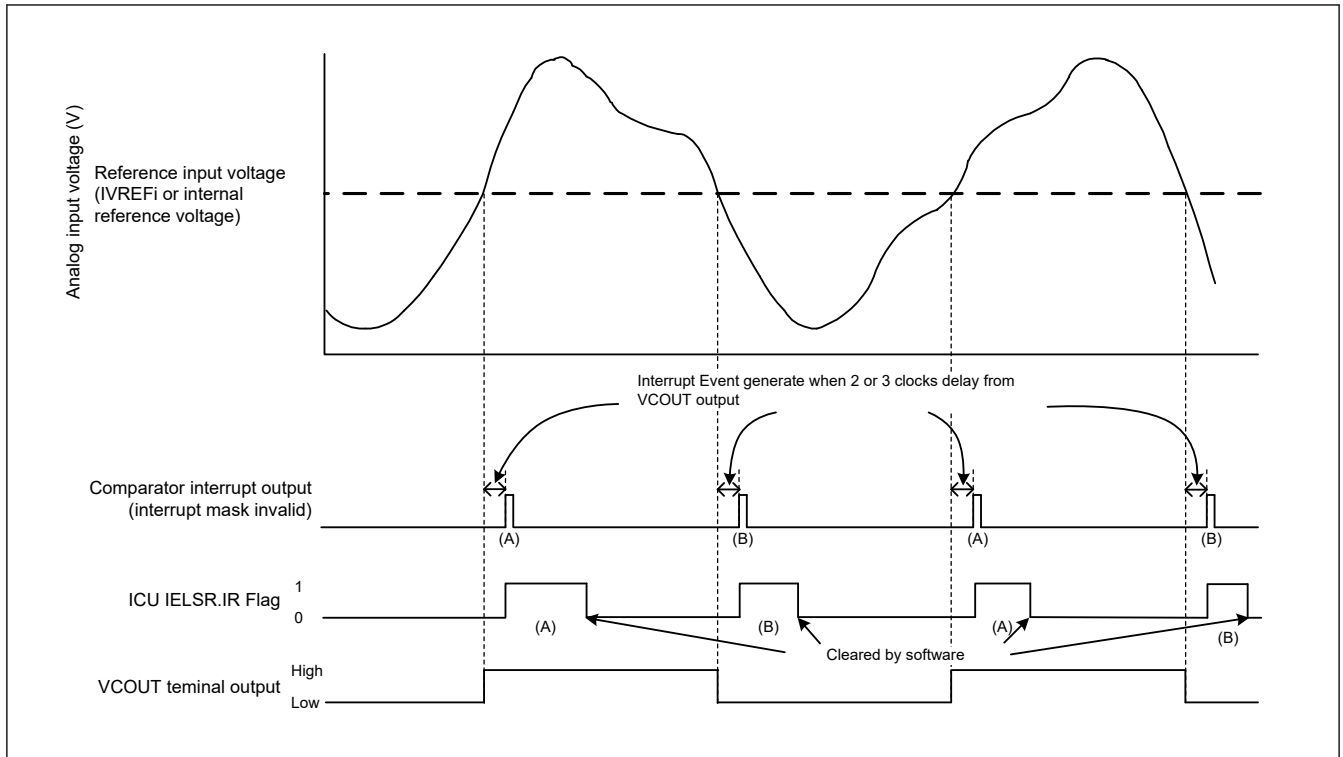 Analog input voltage (V)
Reference input voltage
(IVREFi or internal
reference voltage)
Interrupt Event generate when 2 or 3 clocks delay from
VCOUT output
Comparator interrupt output
(interrupt mask invalid)
(A)
(B)
(A)
(B)
ICU IELSR.IR Flag
1
0
(A)
(B)
(A)
(B)
Cleared by software
VCOUT teminal output
High
Low